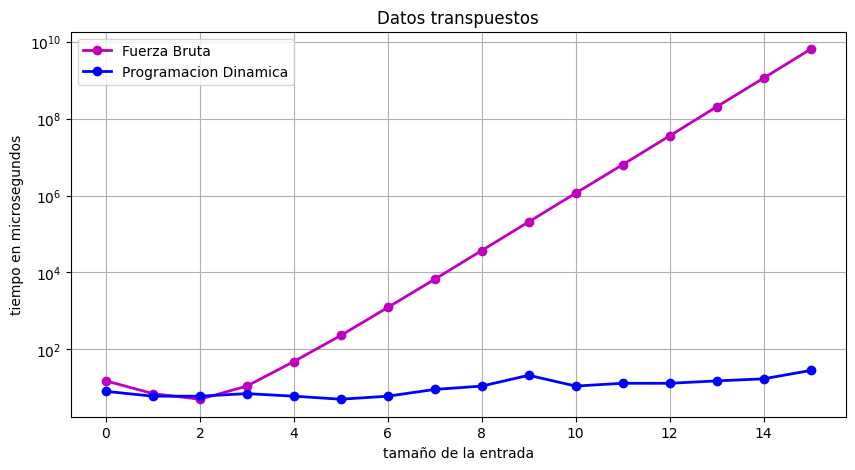 Datos transpuestos
Fuerza Bruta
Programacion Dinamica
tiempo en microsegundos
10^10
10^8
10^6
10^4
10^2
0 2 4 6 8 10 12 14
tamaño de la entrada